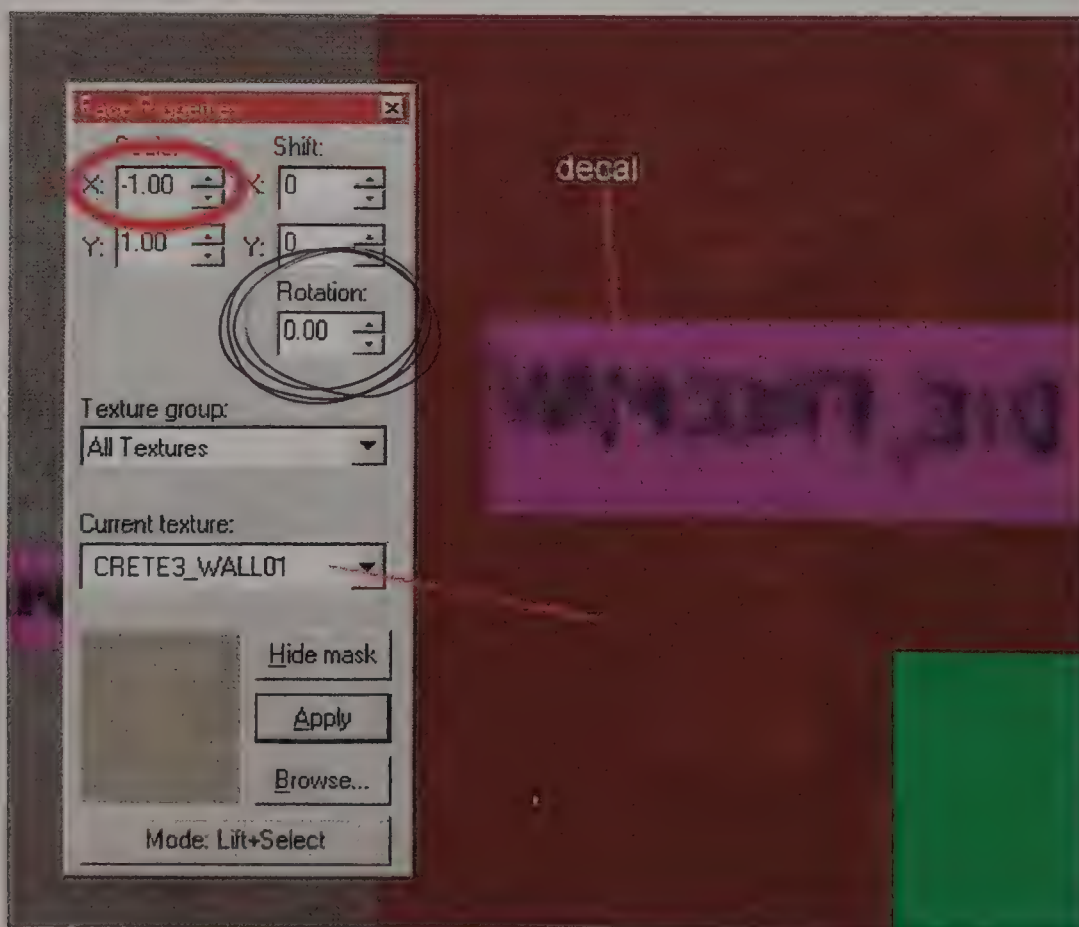 Scale: Shift:
X: -1.00 X: 0
Y: 1.00 Y: 0
Rotation:
0.00
decal
Texture group:
All Textures
Current texture:
CRETE3_WALL01
Hide mask
Apply
Browse...
Mode: Lift+Select